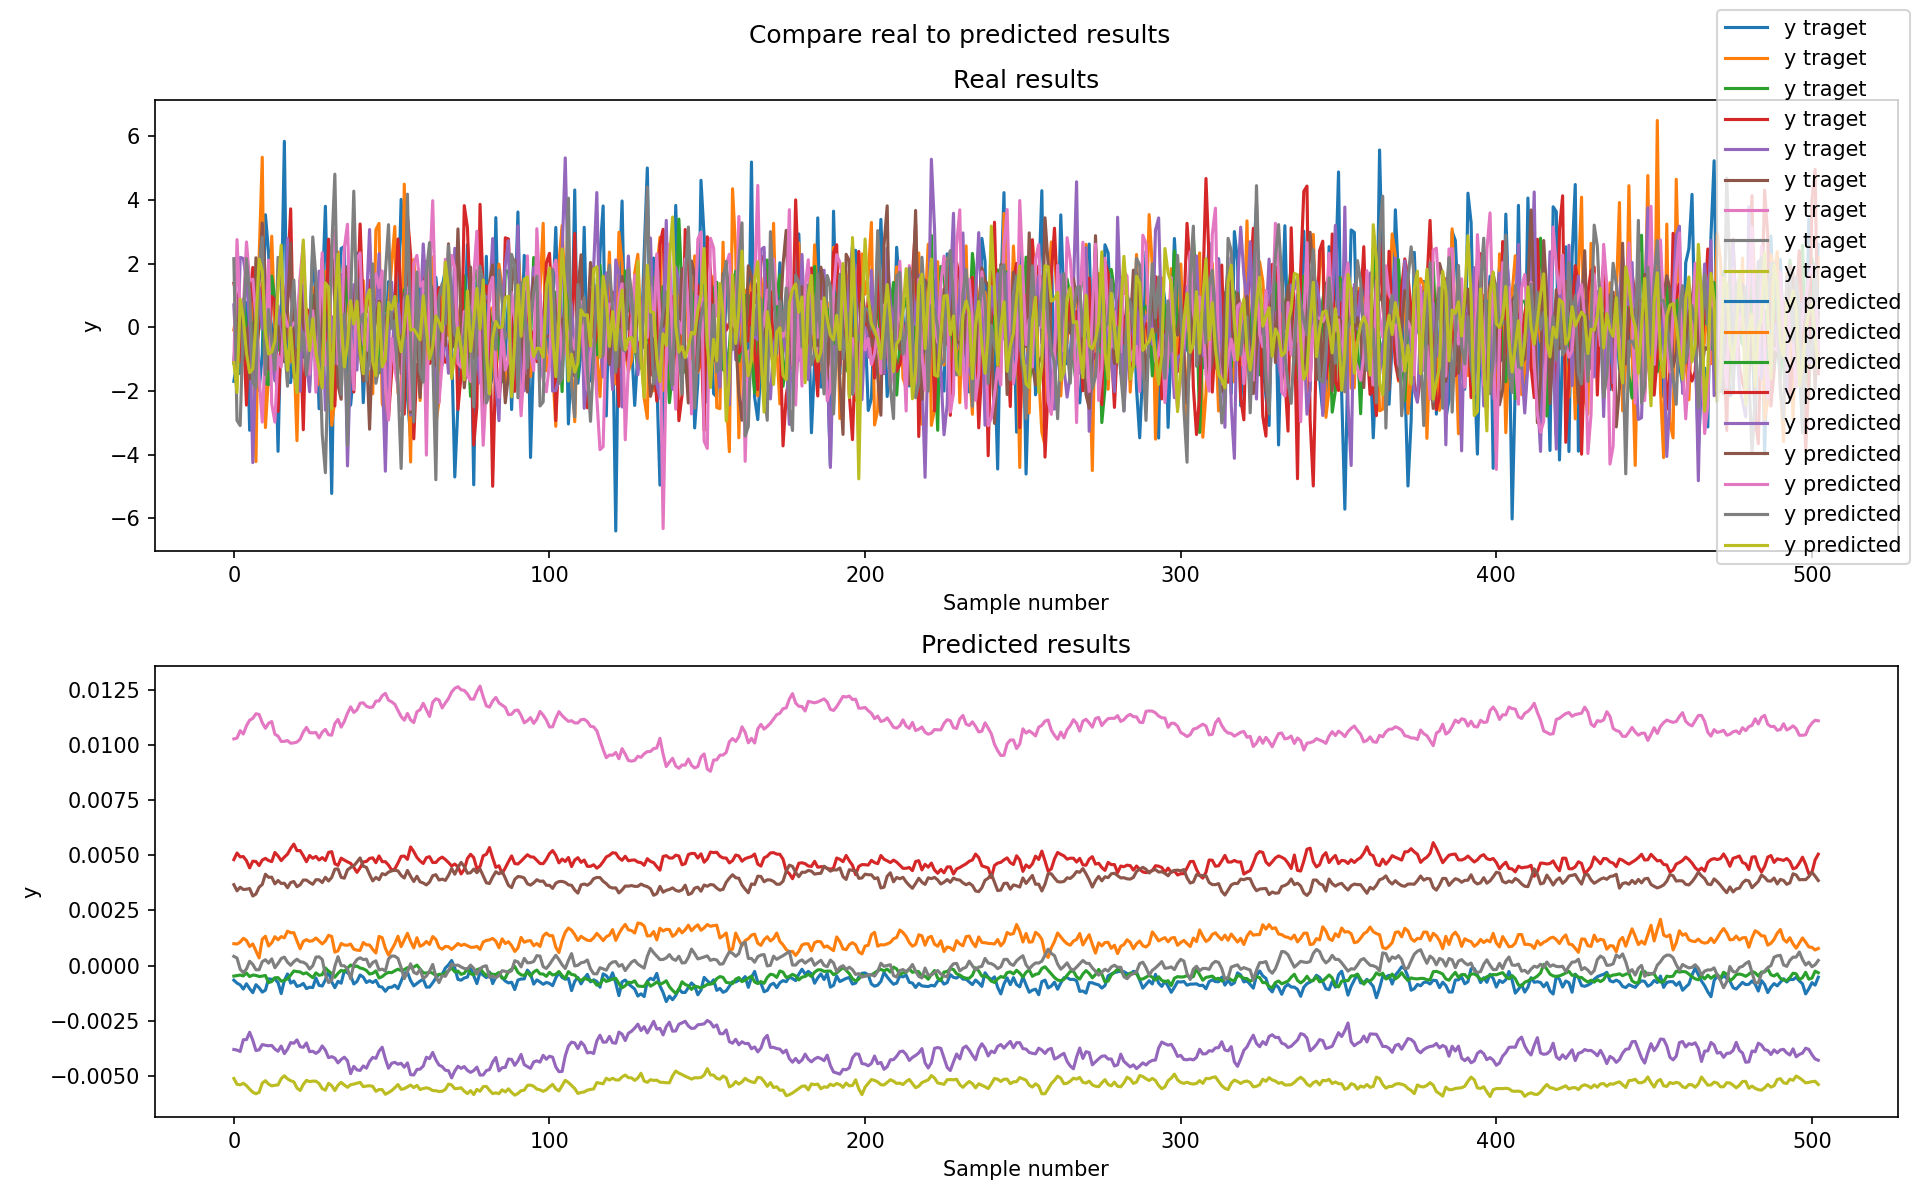 Compare real to predicted results
Real results
y traget
y traget
y traget
y traget
y traget
y traget
y traget
y traget
y traget
y predicted
y predicted
y predicted
y predicted
y predicted
y predicted
y predicted
y predicted
y predicted
y
6
4
2
0
−2
−4
−6
0 100 200 300 400 500
Sample number
Predicted results
y
0.0125
0.0100
0.0075
0.0050
0.0025
0.0000
−0.0025
−0.0050
0 100 200 300 400 500
Sample number